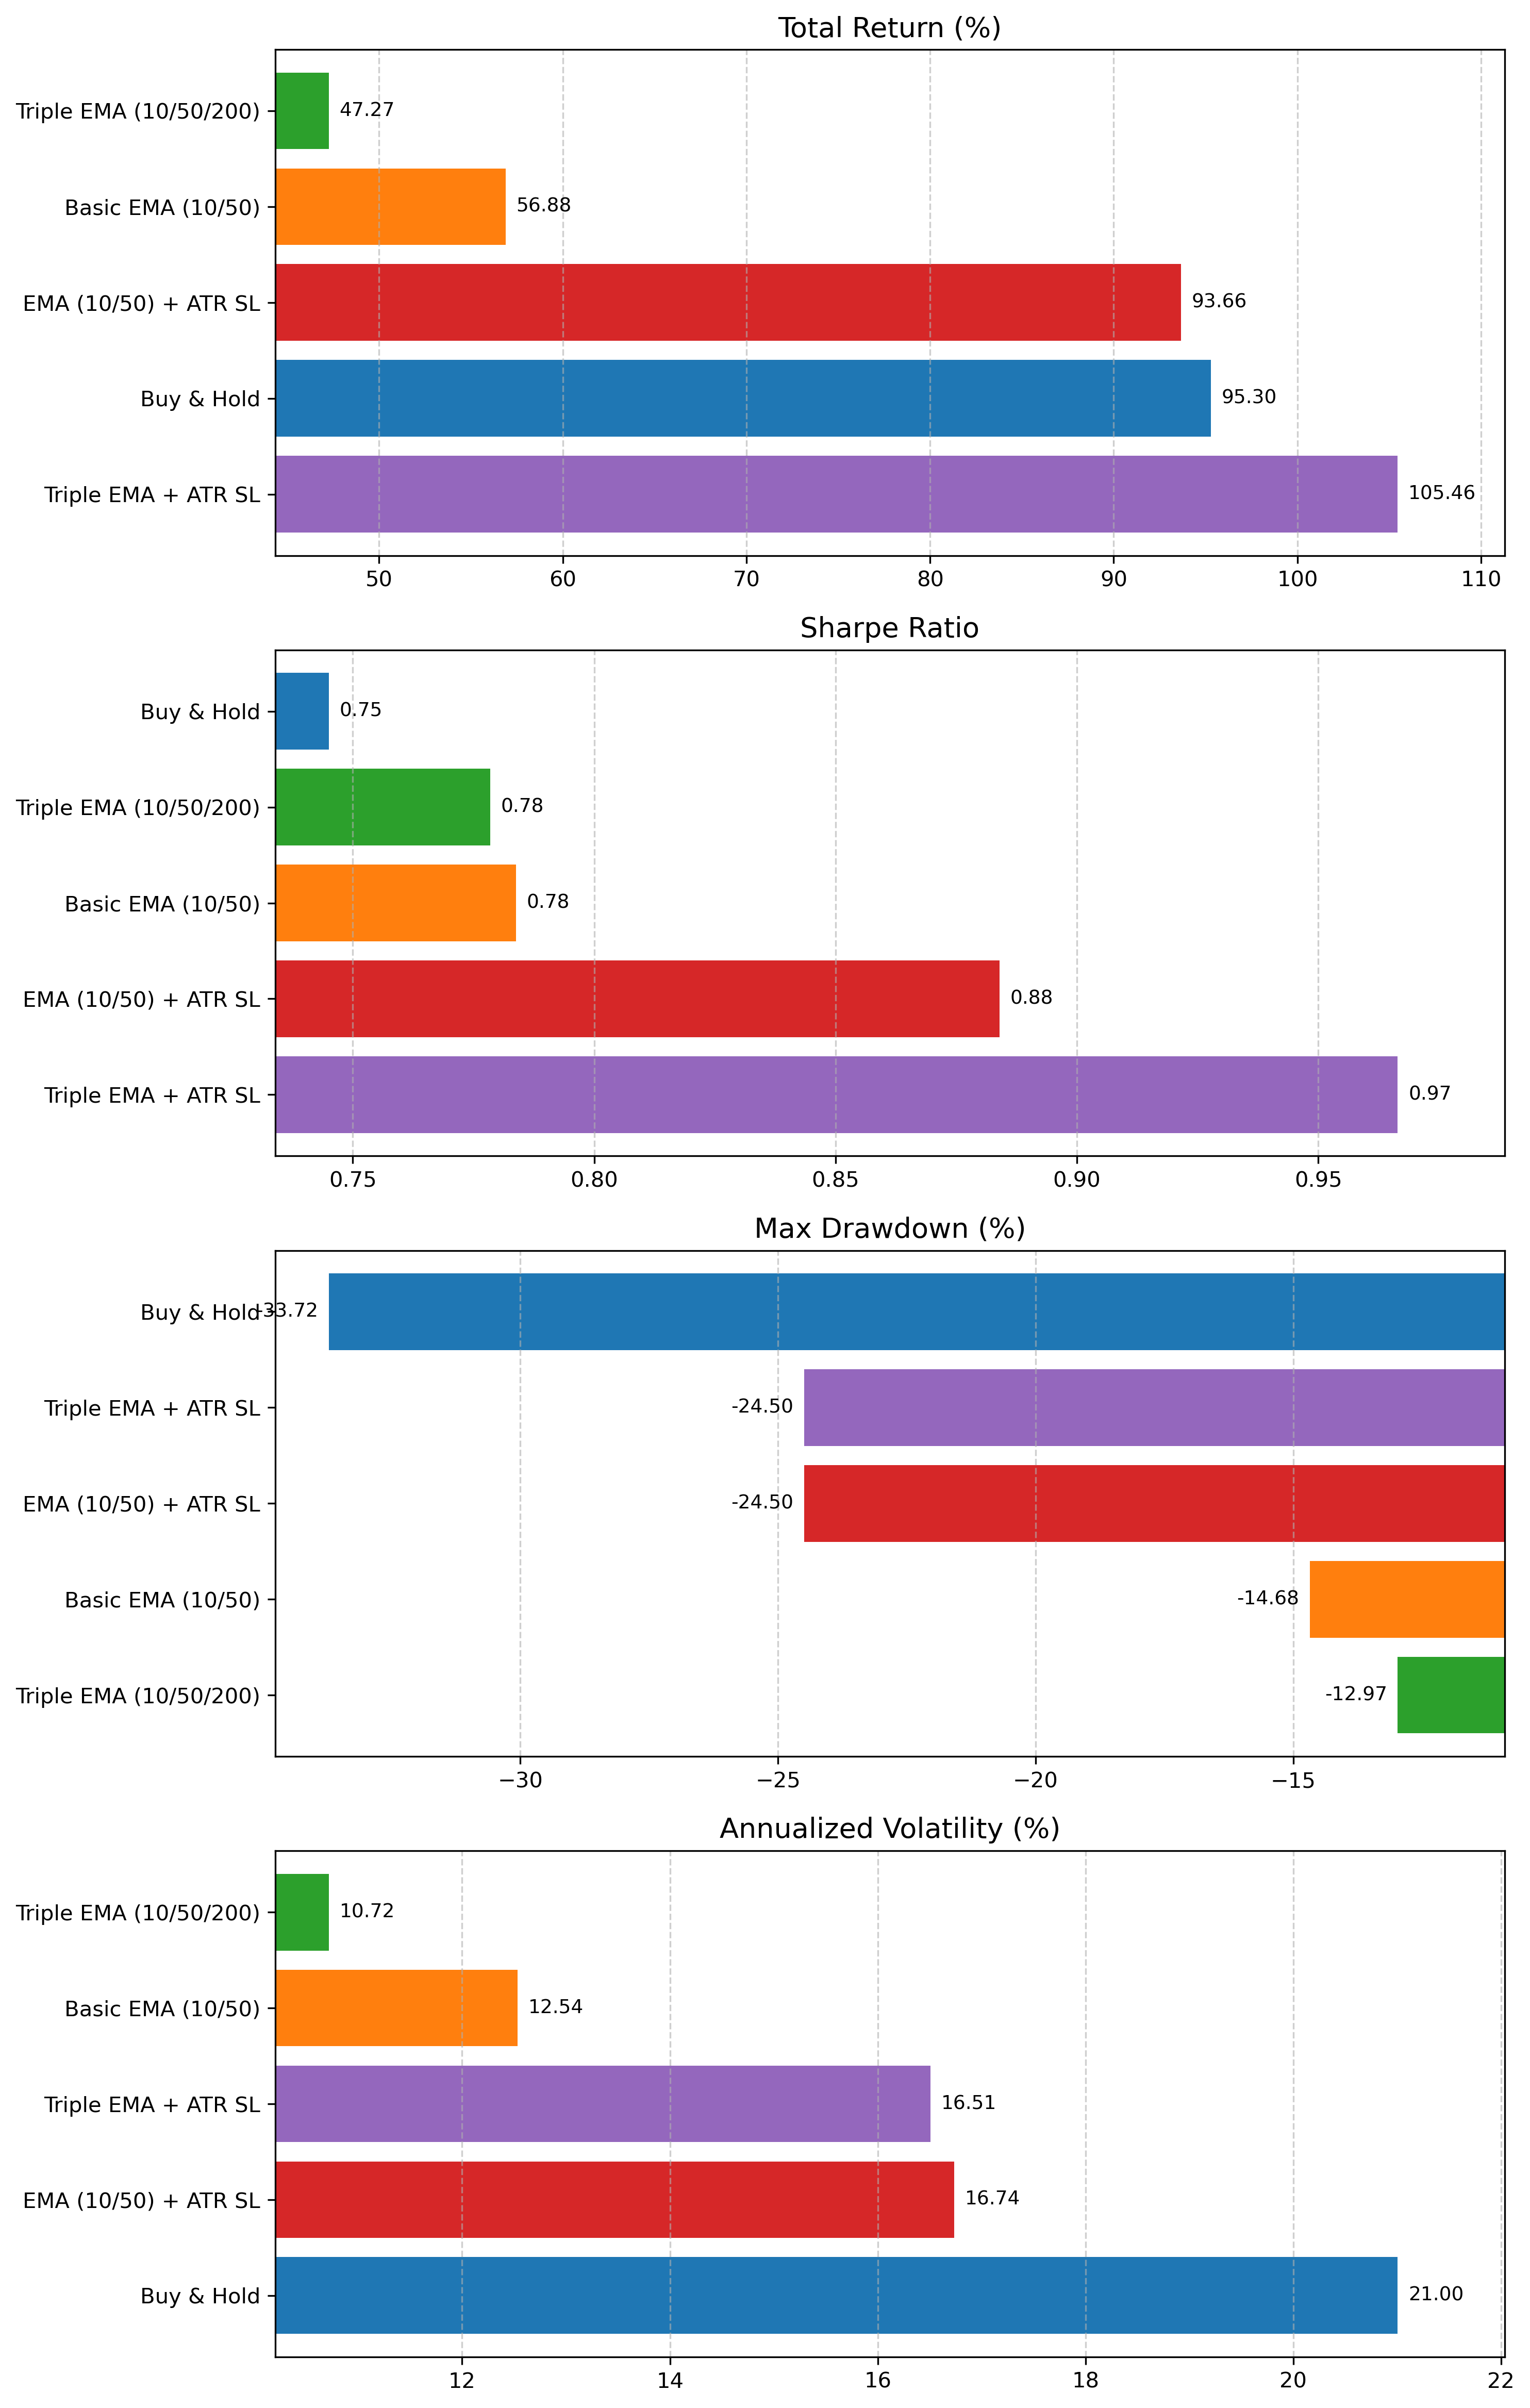 Total Return (%)
Triple EMA (10/50/200)
47.27
Basic EMA (10/50)
56.88
EMA (10/50) + ATR SL
93.66
Buy & Hold
95.30
Triple EMA + ATR SL
105.46
50 60 70 80 90 100 110
Sharpe Ratio
Buy & Hold
0.75
Triple EMA (10/50/200)
0.78
Basic EMA (10/50)
0.78
EMA (10/50) + ATR SL
0.88
Triple EMA + ATR SL
0.97
0.75 0.80 0.85 0.90 0.95
Max Drawdown (%)
Buy & Hold
-33.72
Triple EMA + ATR SL
-24.50
EMA (10/50) + ATR SL
-24.50
Basic EMA (10/50)
-14.68
Triple EMA (10/50/200)
-12.97
−30 −25 −20 −15
Annualized Volatility (%)
Triple EMA (10/50/200)
10.72
Basic EMA (10/50)
12.54
Triple EMA + ATR SL
16.51
EMA (10/50) + ATR SL
16.74
Buy & Hold
21.00
12 14 16 18 20 22